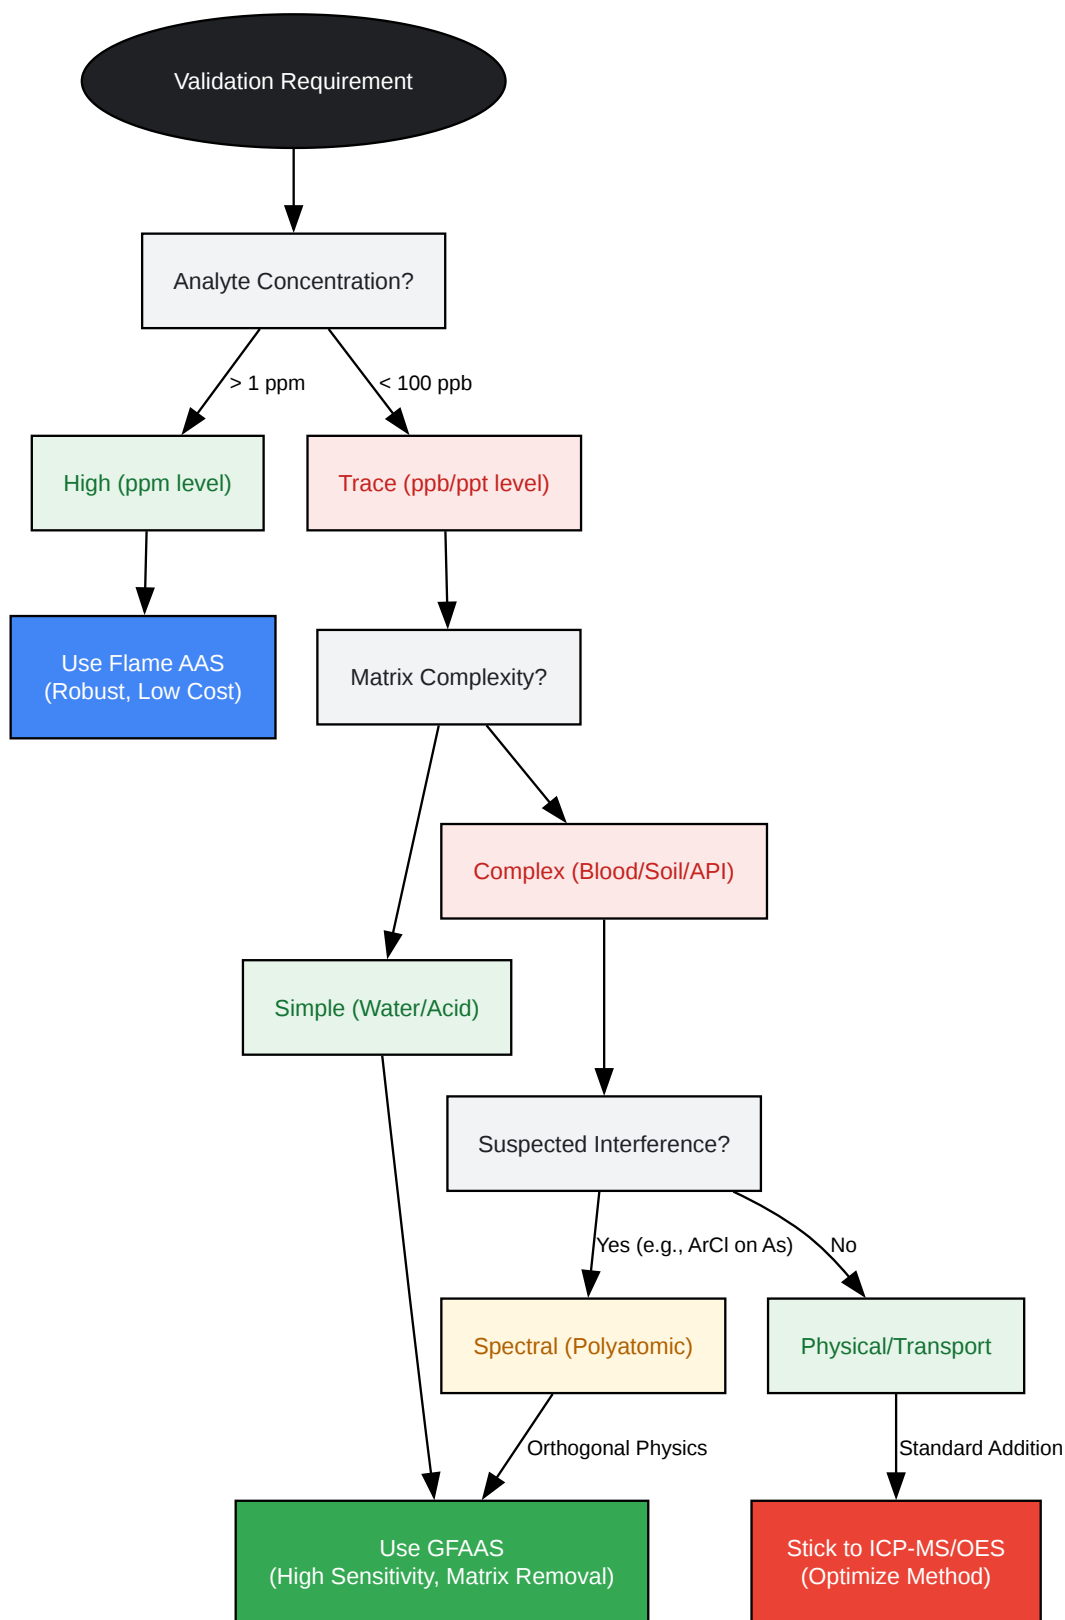 Validation Requirement
Analyte Concentration?
> 1 ppm
< 100 ppb
High (ppm level)
Trace (ppb/ppt level)
Use Flame AAS
(Robust, Low Cost)
Matrix Complexity?
Complex (Blood/Soil/API)
Simple (Water/Acid)
Suspected Interference?
Yes (e.g., ArCl on As)
No
Spectral (Polyatomic)
Physical/Transport
Orthogonal Physics
Standard Addition
Use GFAAS
(High Sensitivity, Matrix Removal)
Stick to ICP-MS/OES
(Optimize Method)